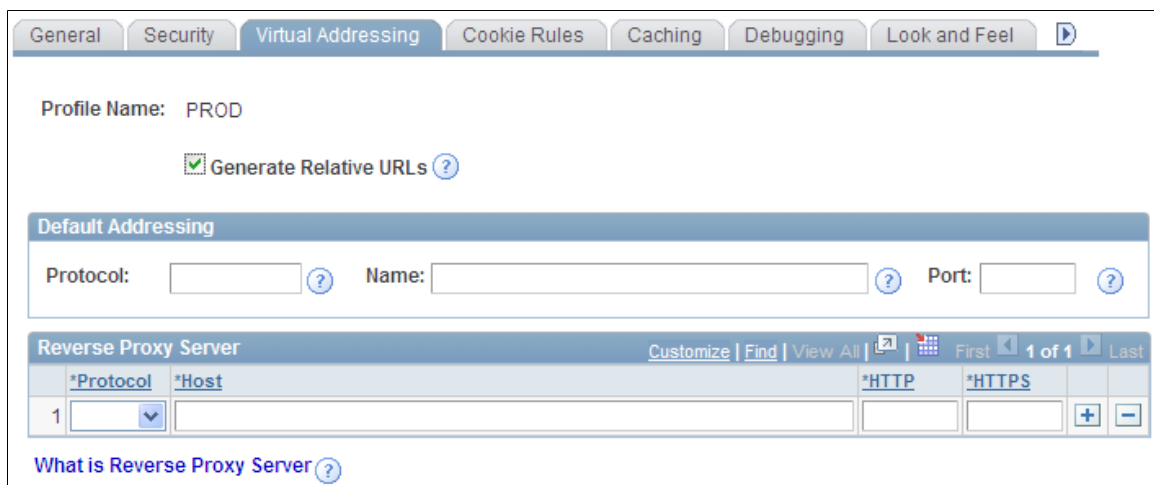 General Security Virtual Addressing Cookie Rules Caching Debugging Look and Feel
Profile Name: PROD
Generate Relative URLs ?
Default Addressing
Protocol: ? Name: ? Port: ?
Reverse Proxy Server Customize | Find | View All | | First 1 of 1 Last
*Protocol *Host *HTTP *HTTPS
1
What is Reverse Proxy Server ?